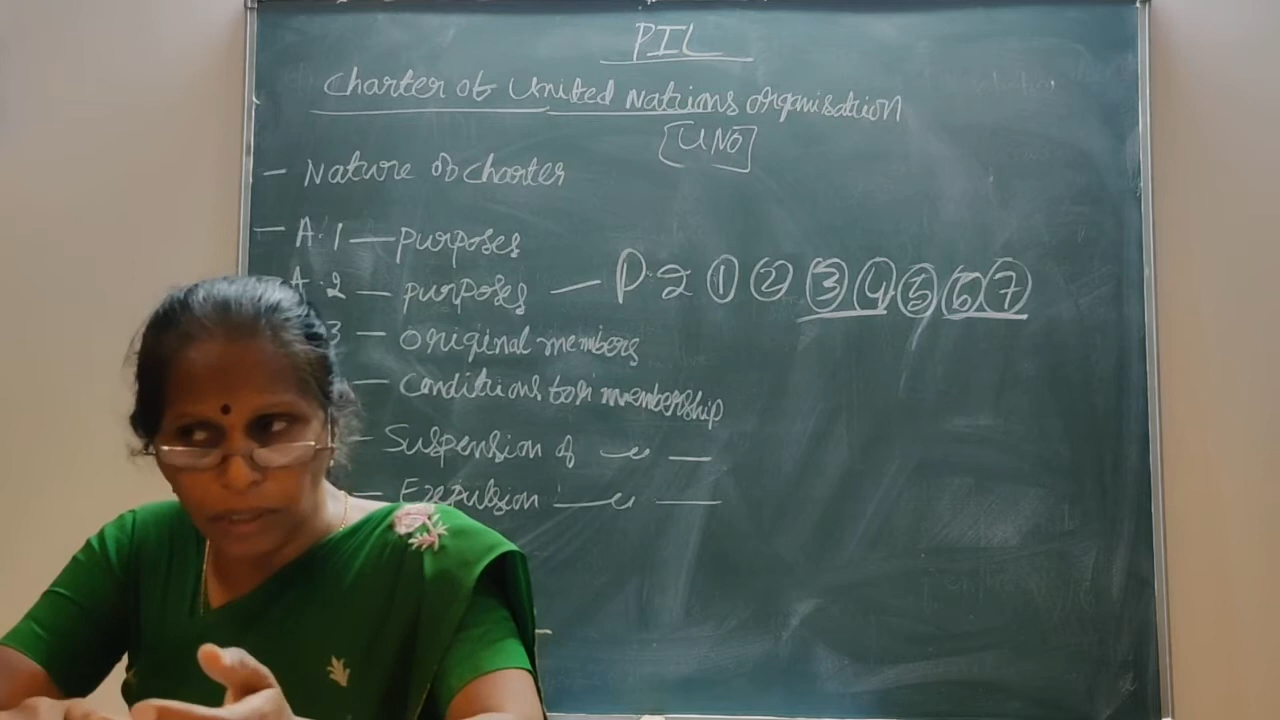 PIL
Charter of United Nations Organisation
[UNO]
- Nature of Charter
- A.1 — purposes
A.2 — purposes — P.2 ① ② ③ ④ ⑤ ⑥ ⑦
3 — original members
— Conditions for membership
- Suspension of — " —
— Expulsion — " —